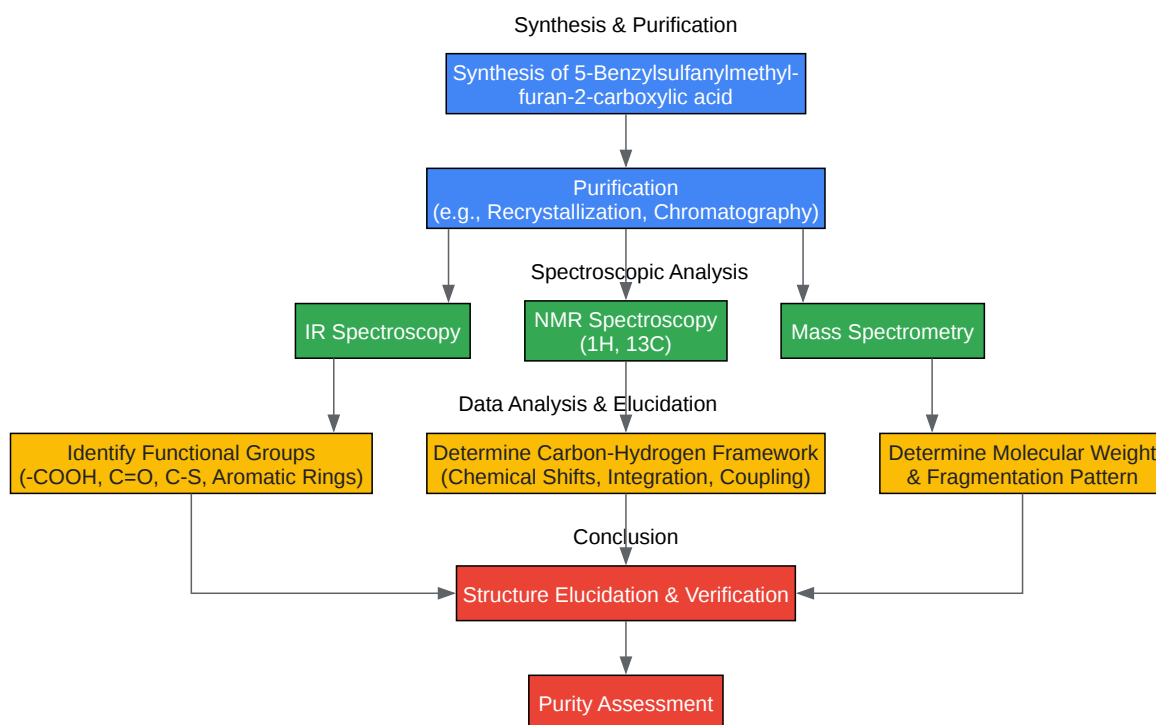 Synthesis & Purification
Synthesis of 5-Benzylsulfanylmethyl-
furan-2-carboxylic acid
Purification
(e.g., Recrystallization, Chromatography)
Spectroscopic Analysis
IR Spectroscopy
NMR Spectroscopy
(1H, 13C)
Mass Spectrometry
Data Analysis & Elucidation
Identify Functional Groups
(-COOH, C=O, C-S, Aromatic Rings)
Determine Carbon-Hydrogen Framework
(Chemical Shifts, Integration, Coupling)
Determine Molecular Weight
& Fragmentation Pattern
Conclusion
Structure Elucidation & Verification
Purity Assessment